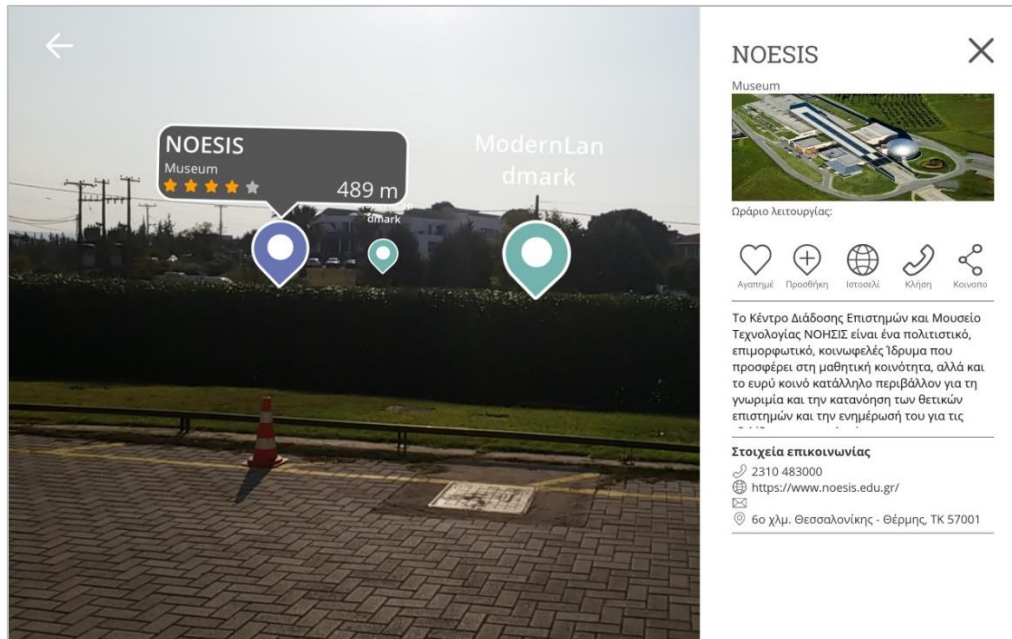 NOESIS
Museum
489 m
dmark
ModernLan
dmark
NOESIS
Museum
Ωράριο λειτουργίας:
Αγαπημέ
Προσθήκη
Ιστοσελί
Κλήση
Κοινοπο
Το Κέντρο Διάδοσης Επιστημών και Μουσείο
Τεχνολογίας ΝΟΗΣΙΣ είναι ένα πολιτιστικό,
επιμορφωτικό, κοινωφελές Ίδρυμα που
προσφέρει στη μαθητική κοινότητα, αλλά και
το ευρύ κοινό κατάλληλο περιβάλλον για τη
γνωριμία και την κατανόηση των θετικών
επιστημών και την ενημέρωσή του για τις
Στοιχεία επικοινωνίας
2310 483000
https://www.noesis.edu.gr/
6ο χλμ. Θεσσαλονίκης - Θέρμης, ΤΚ 57001